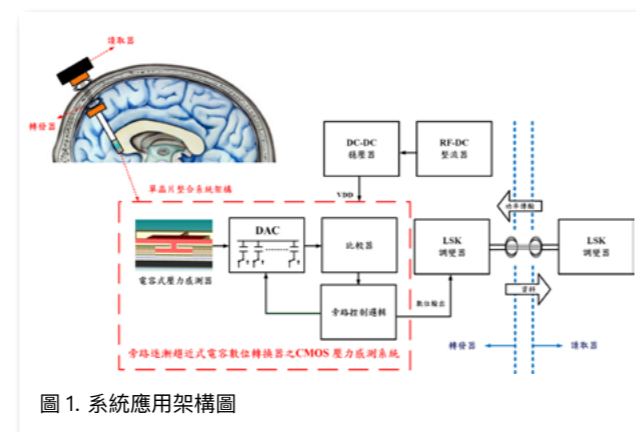 讀取器
轉發器
單晶片整合系統架構
DC-DC
穩壓器
RF-DC
整流器
VDD
功率傳輸
電容式壓力感測器
DAC
比較器
LSK
調變器
LSK
調變器
旁路控制邏輯
數位輸出
資料
轉發器
讀取器
旁路逐漸趨近式電容數位轉換器之CMOS 壓力感測系統
圖 1. 系統應用架構圖